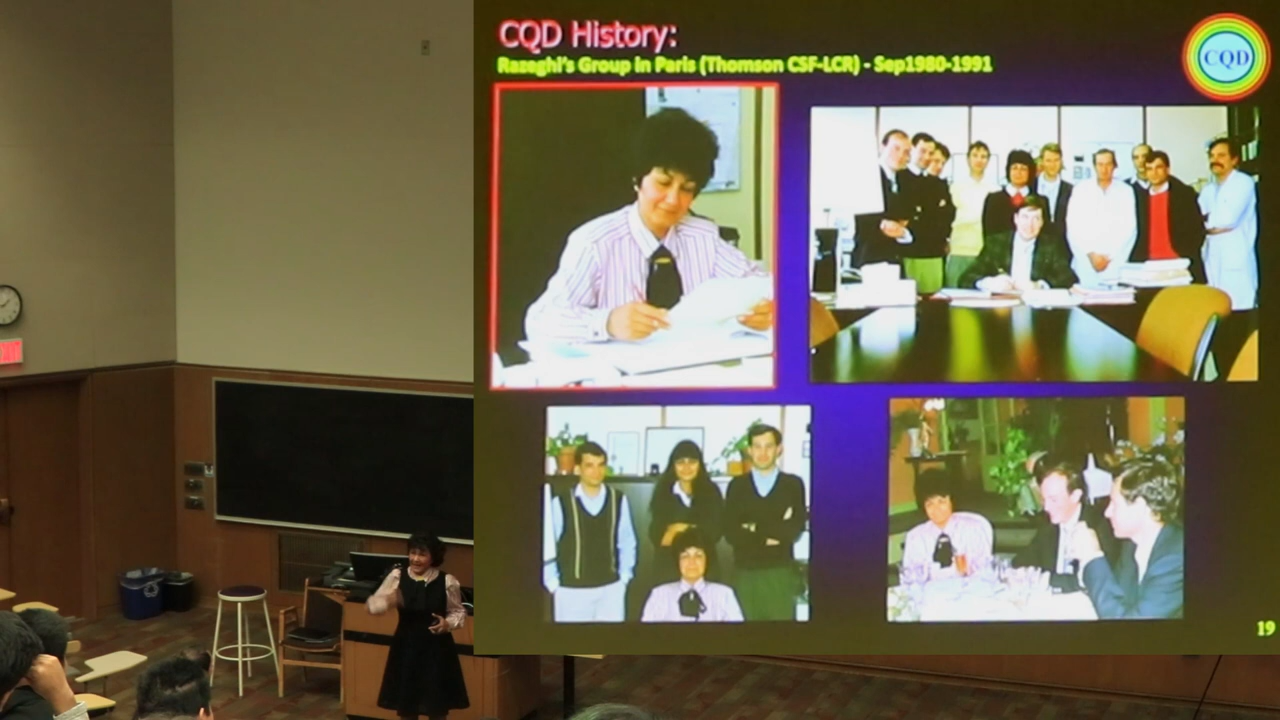 CQD History:
Razeghi's Group in Paris (Thomson CSF-LCR) - Sep1980-1991
CQD
19